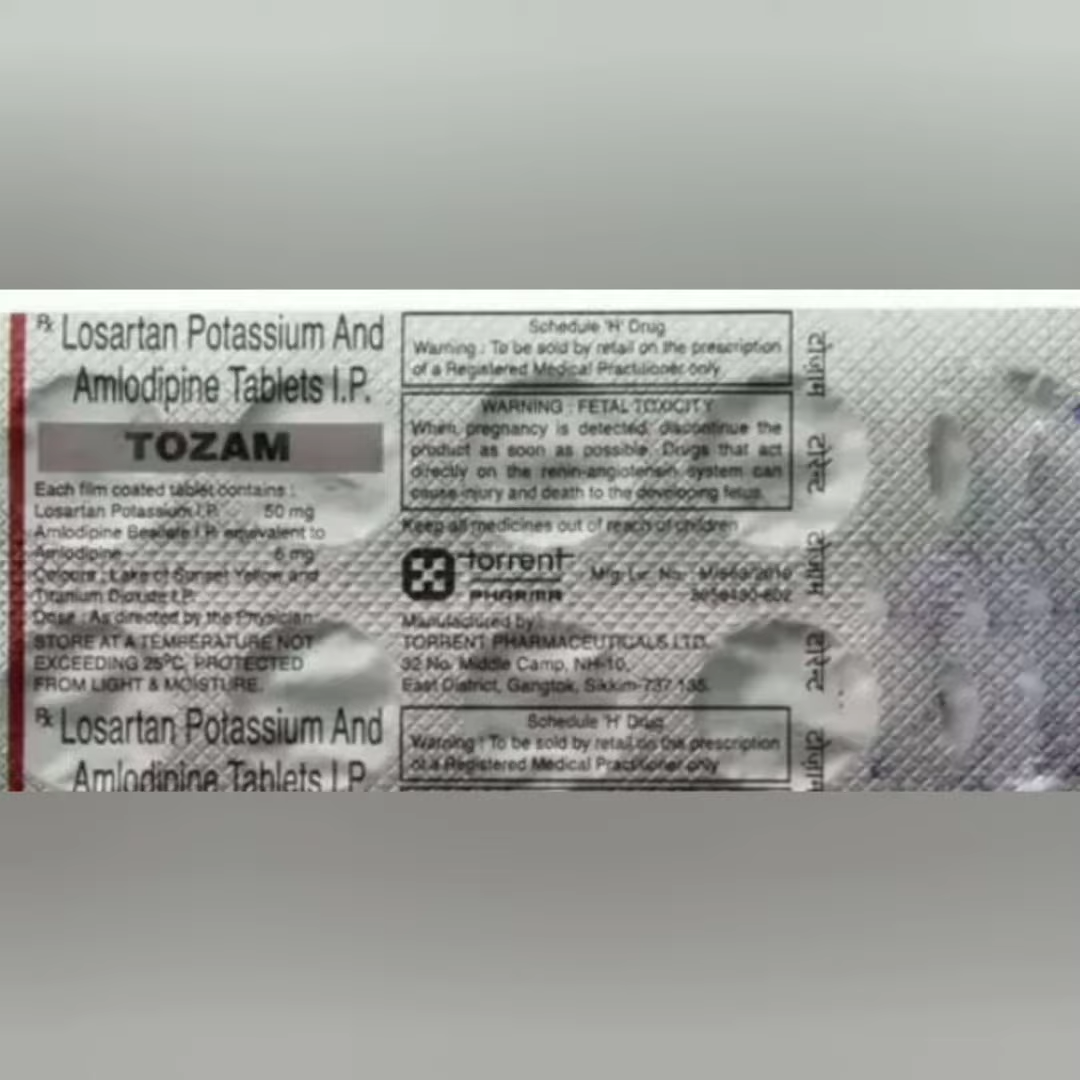 Rx Losartan Potassium And
Amlodipine Tablets I.P.
TOZAM
Each film coated tablet contains :
Losartan Potassium I.P. 50 mg
Amlodipine Besilate I.P. equivalent to
Amlodipine mg
Colours : Lake of Sunset Yellow and
Titanium Dioxide I.P.
Dose : As directed by the Physician
STORE AT A TEMPERATURE NOT
EXCEEDING 25°C, PROTECTED
FROM LIGHT & MOISTURE.
Rx Losartan Potassium And
Amlodipine Tablets I.P.
Schedule 'H' Drug
Warning : To be sold by retail on the prescription
of a Registered Medical Practitioner only.
WARNING : FETAL TOXICITY
When pregnancy is detected, discontinue the
product as soon as possible. Drugs that act
directly on the renin-angiotensin system can
cause injury and death to the developing fetus.
Keep all medicines out of reach of children
torrent
PHARMA
Mfg. Lic. No.
Manufactured by :
TORRENT PHARMACEUTICALS LTD.
32 No. Middle Camp, NH-10,
East District, Gangtok, Sikkim-737 135.
Schedule 'H' Drug
Warning : To be sold by retail on the prescription
of a Registered Medical Practitioner only